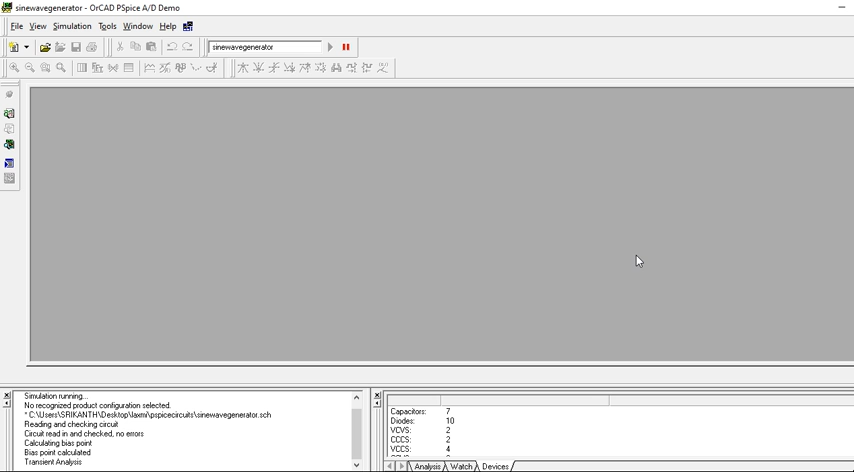 sinewavegenerator - OrCAD PSpice A/D Demo
File View Simulation Tools Window Help
sinewavegenerator
Simulation running...
No recognized product configuration selected.
* C:\Users\SRIKANTH\Desktop\laxmi\pspicecircuits\sinewavegenerator.sch
Reading and checking circuit
Circuit read in and checked, no errors
Calculating bias point
Bias point calculated
Transient Analysis
Capacitors: 7
Diodes: 10
VCVS: 2
CCCS: 2
VCCS: 4
Analysis Watch Devices